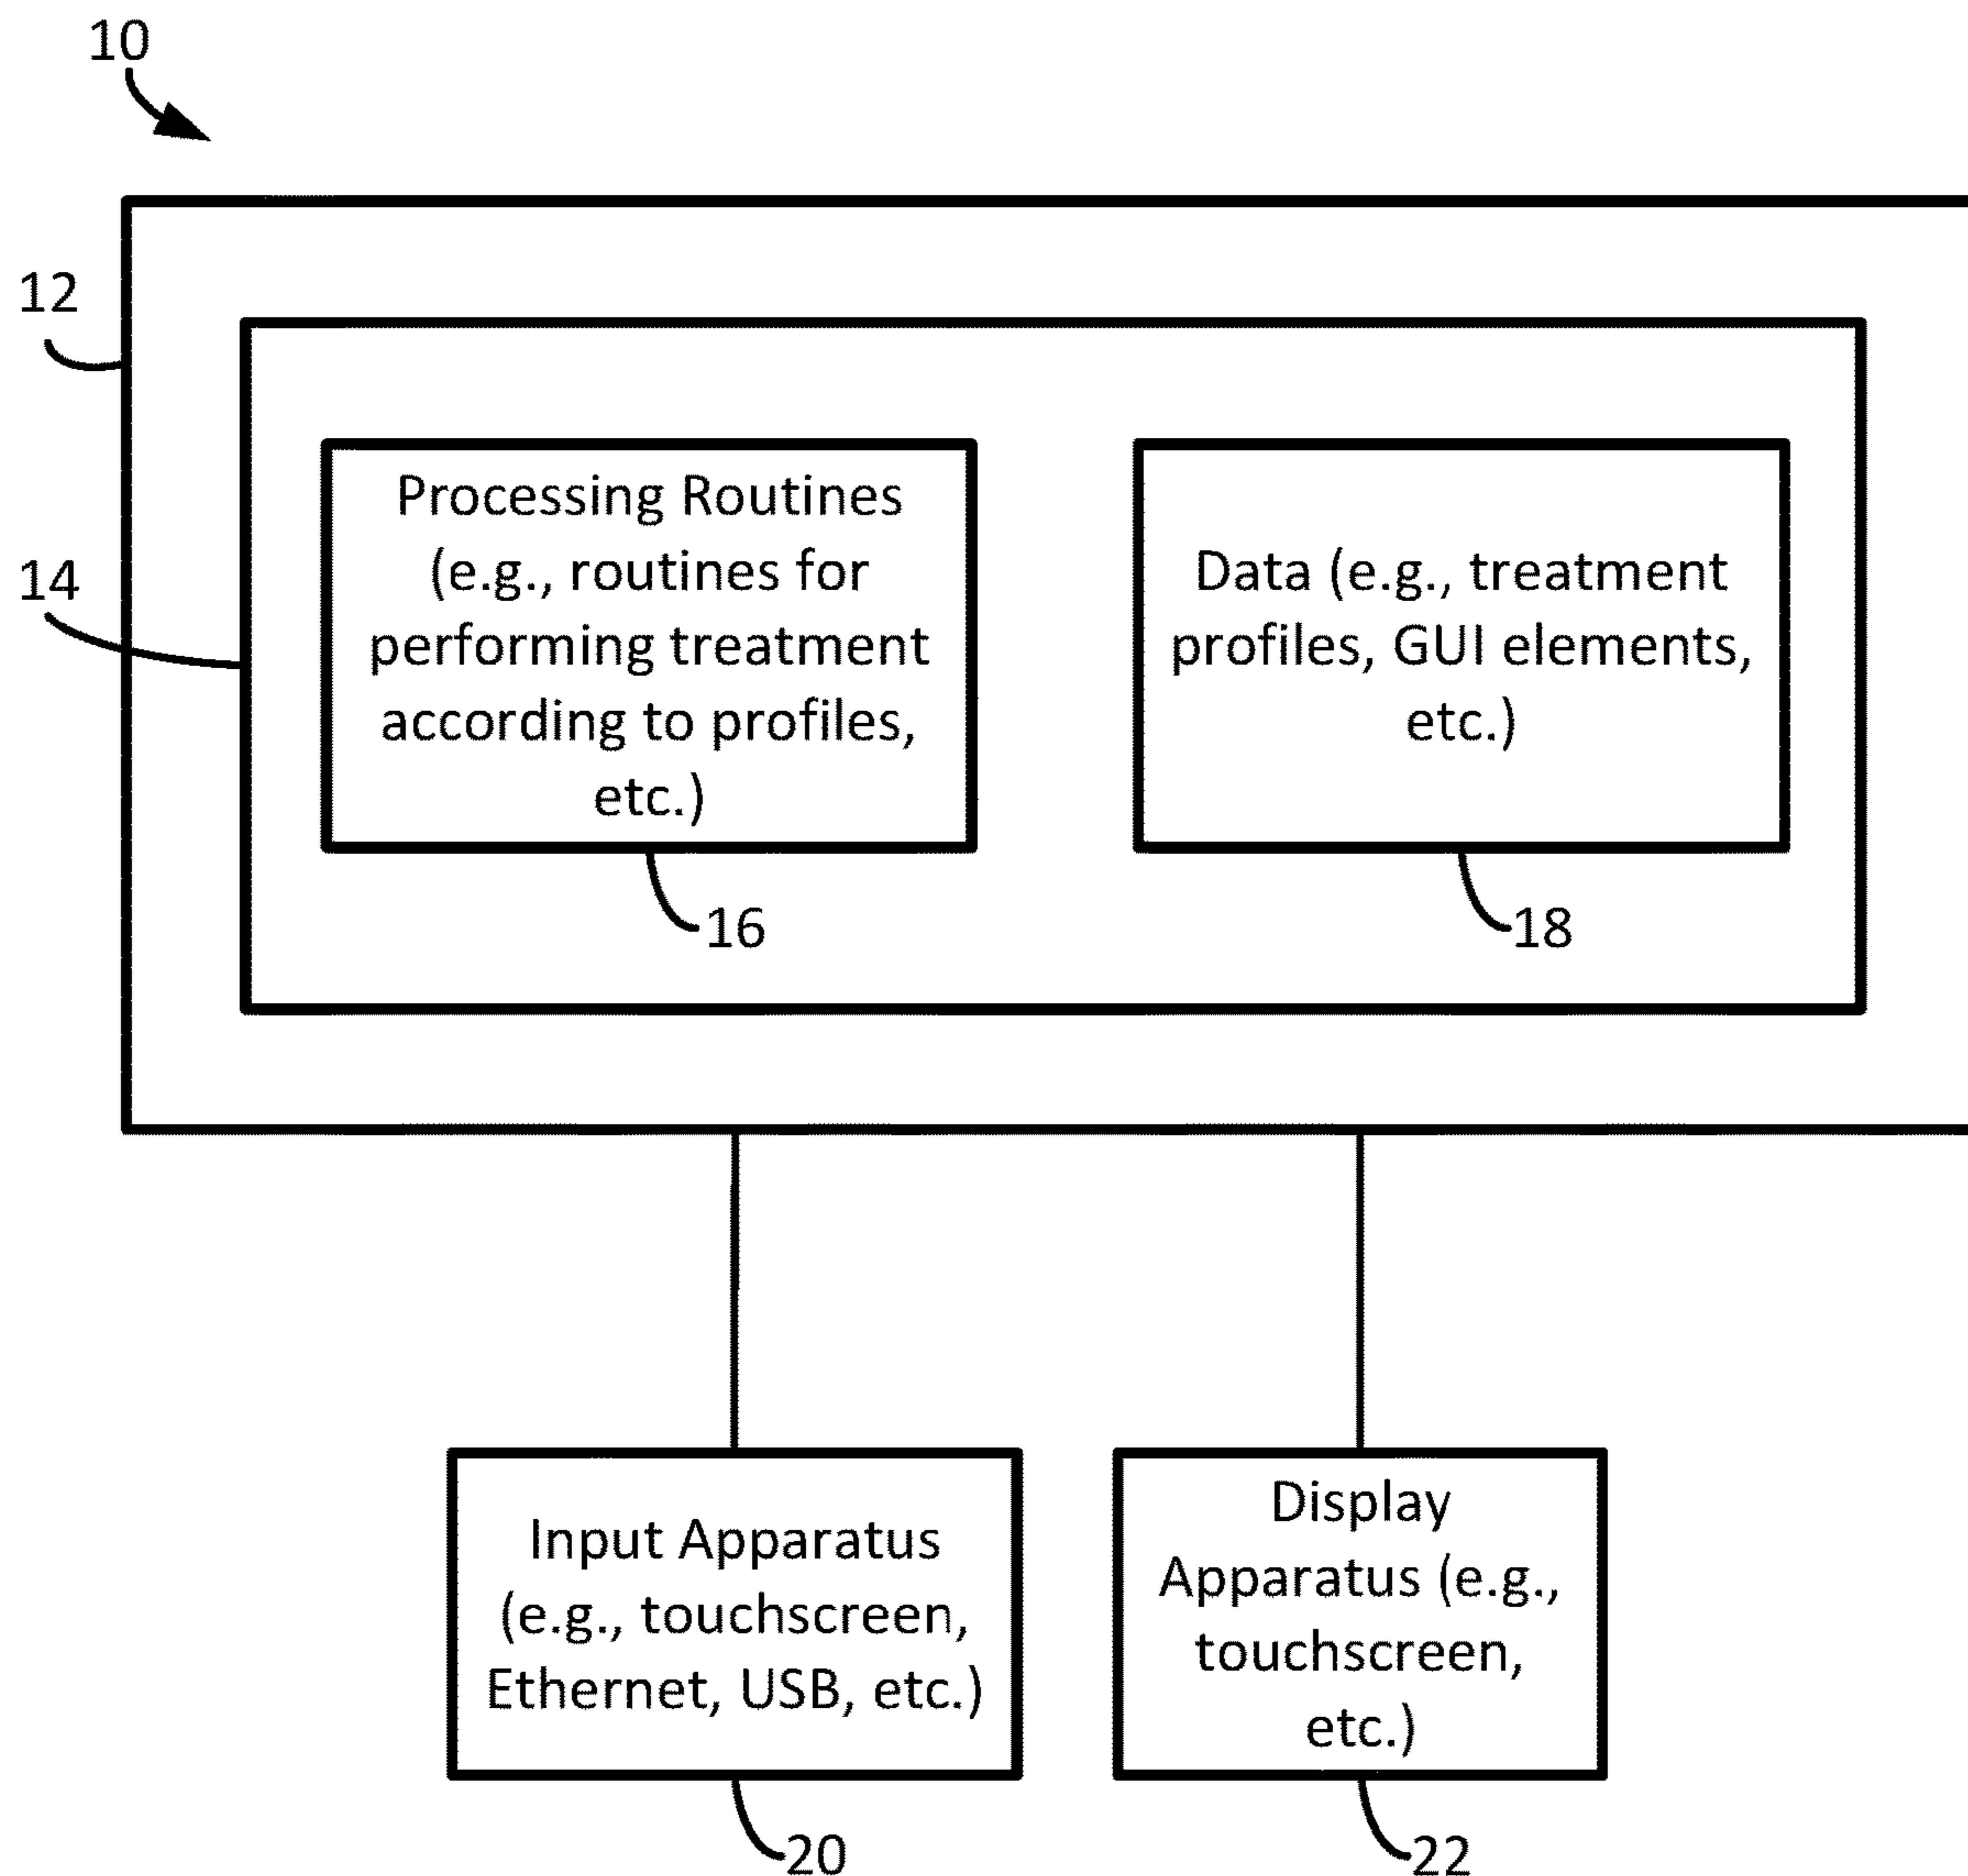 10
12
14
Processing Routines
(e.g., routines for
performing treatment
according to profiles,
etc.)
16
Data (e.g., treatment
profiles, GUI elements,
etc.)
18
Input Apparatus
(e.g., touchscreen,
Ethernet, USB, etc.)
20
Display
Apparatus (e.g.,
touchscreen,
etc.)
22